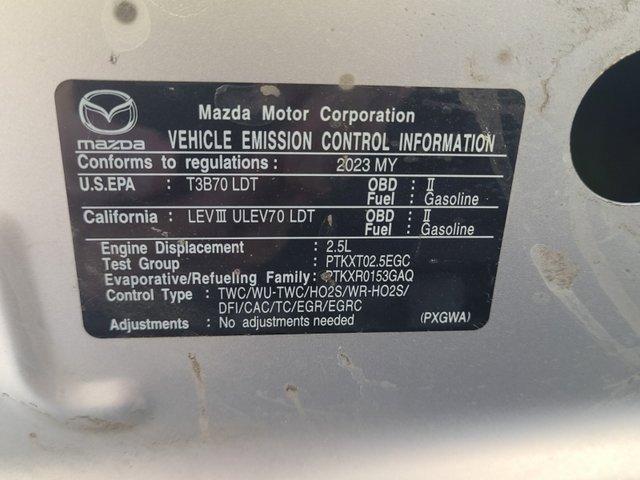 mazda
Mazda Motor Corporation
VEHICLE EMISSION CONTROL INFORMATION
Conforms to regulations : 2023 MY
U.S.EPA : T3B70 LDT OBD : II
Fuel : Gasoline
California : LEVIII ULEV70 LDT OBD : II
Fuel : Gasoline
Engine Displacement : 2.5L
Test Group : PTKXT02.5EGC
Evaporative/Refueling Family: PTKXR0153GAQ
Control Type : TWC/WU-TWC/HO2S/WR-HO2S/
DFI/CAC/TC/EGR/EGRC
Adjustments : No adjustments needed (PXGWA)